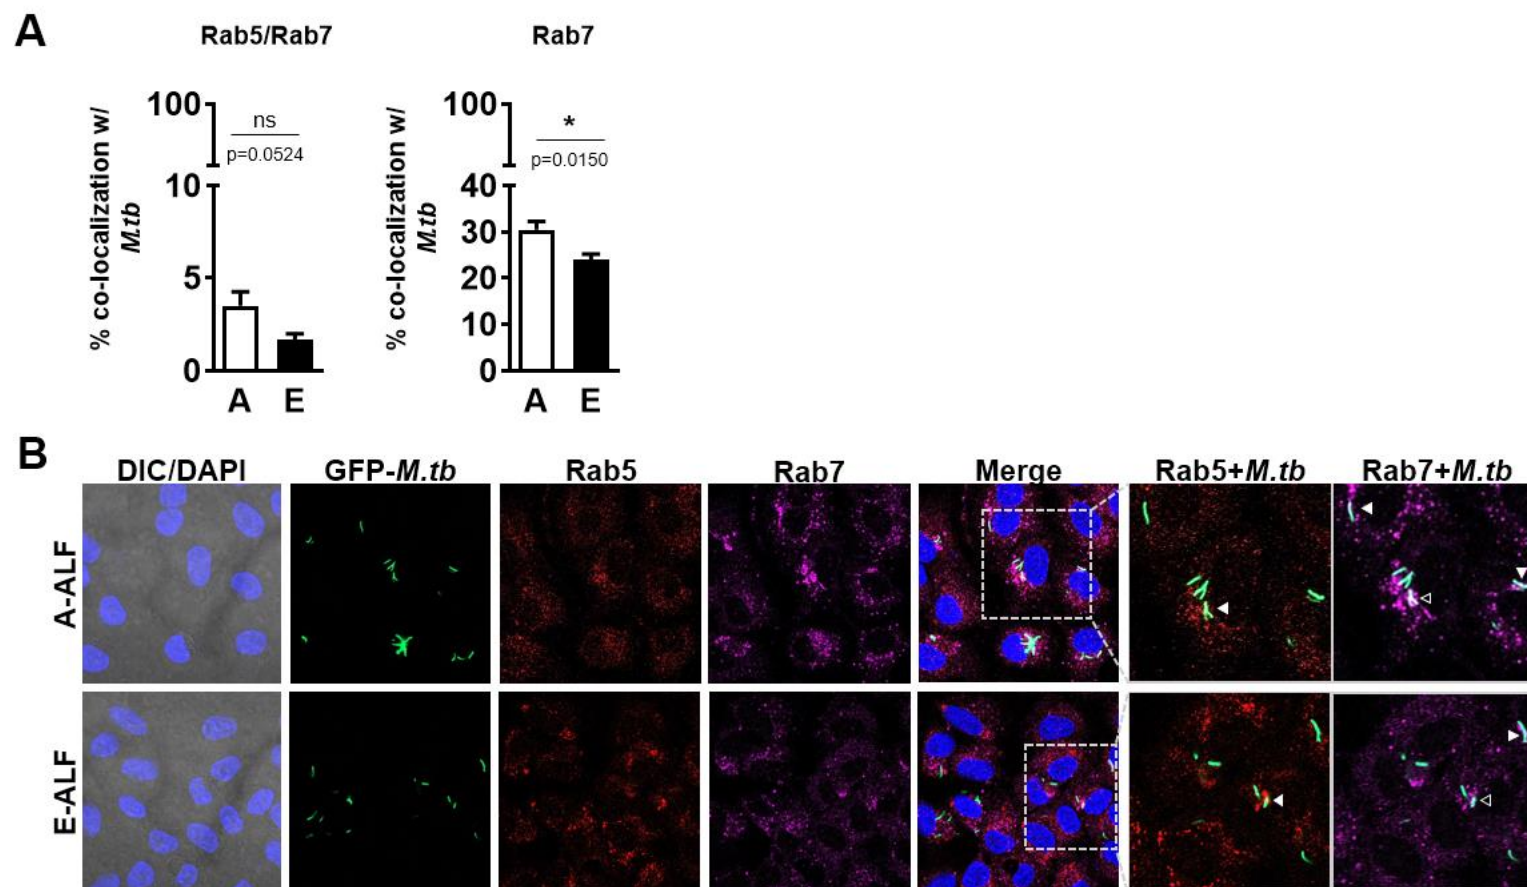 A
Rab5/Rab7
Rab7
% co-localization w/
M.tb
100
10
5
0
ns
p=0.0524
A E
% co-localization w/
M.tb
100
40
30
20
10
0
*
p=0.0150
A E
B
DIC/DAPI GFP-M.tb Rab5 Rab7 Merge Rab5+M.tb Rab7+M.tb
A-ALF
E-ALF